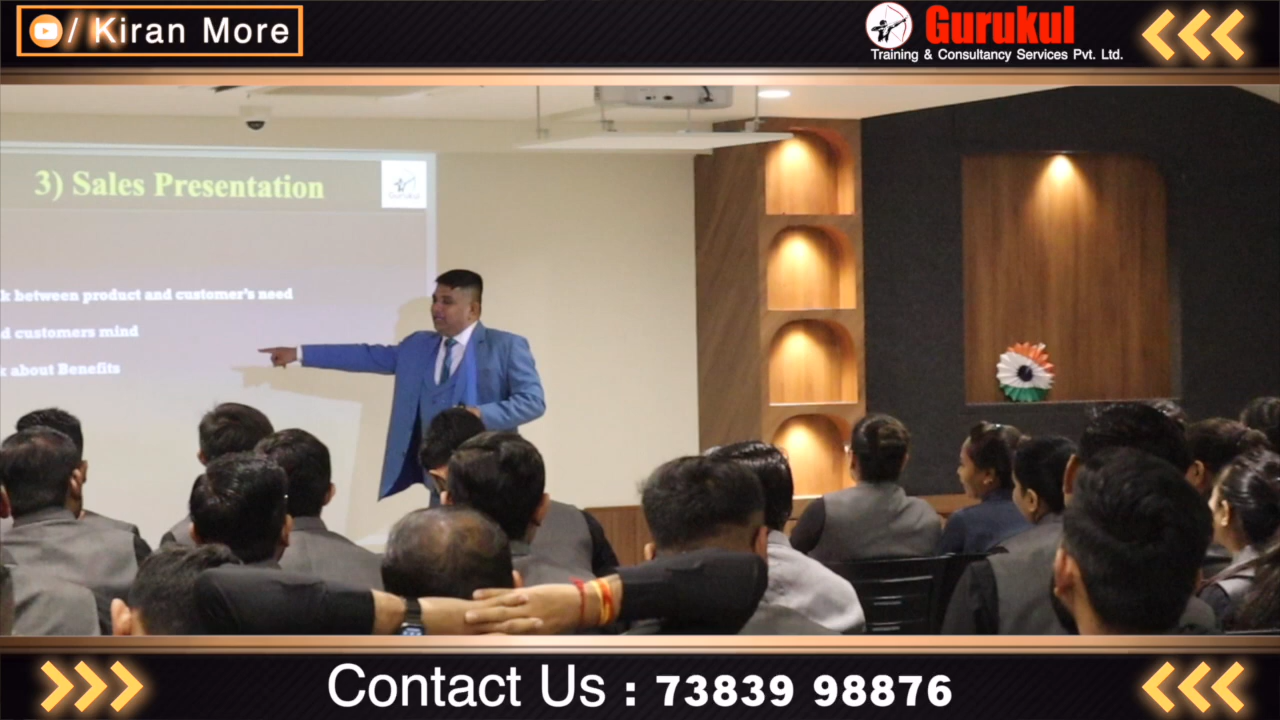 / Kiran More
Gurukul
Training & Consultancy Services Pvt. Ltd.
3) Sales Presentation
Gurukul
between product and customer's need
customers mind
about Benefits
Contact Us : 73839 98876